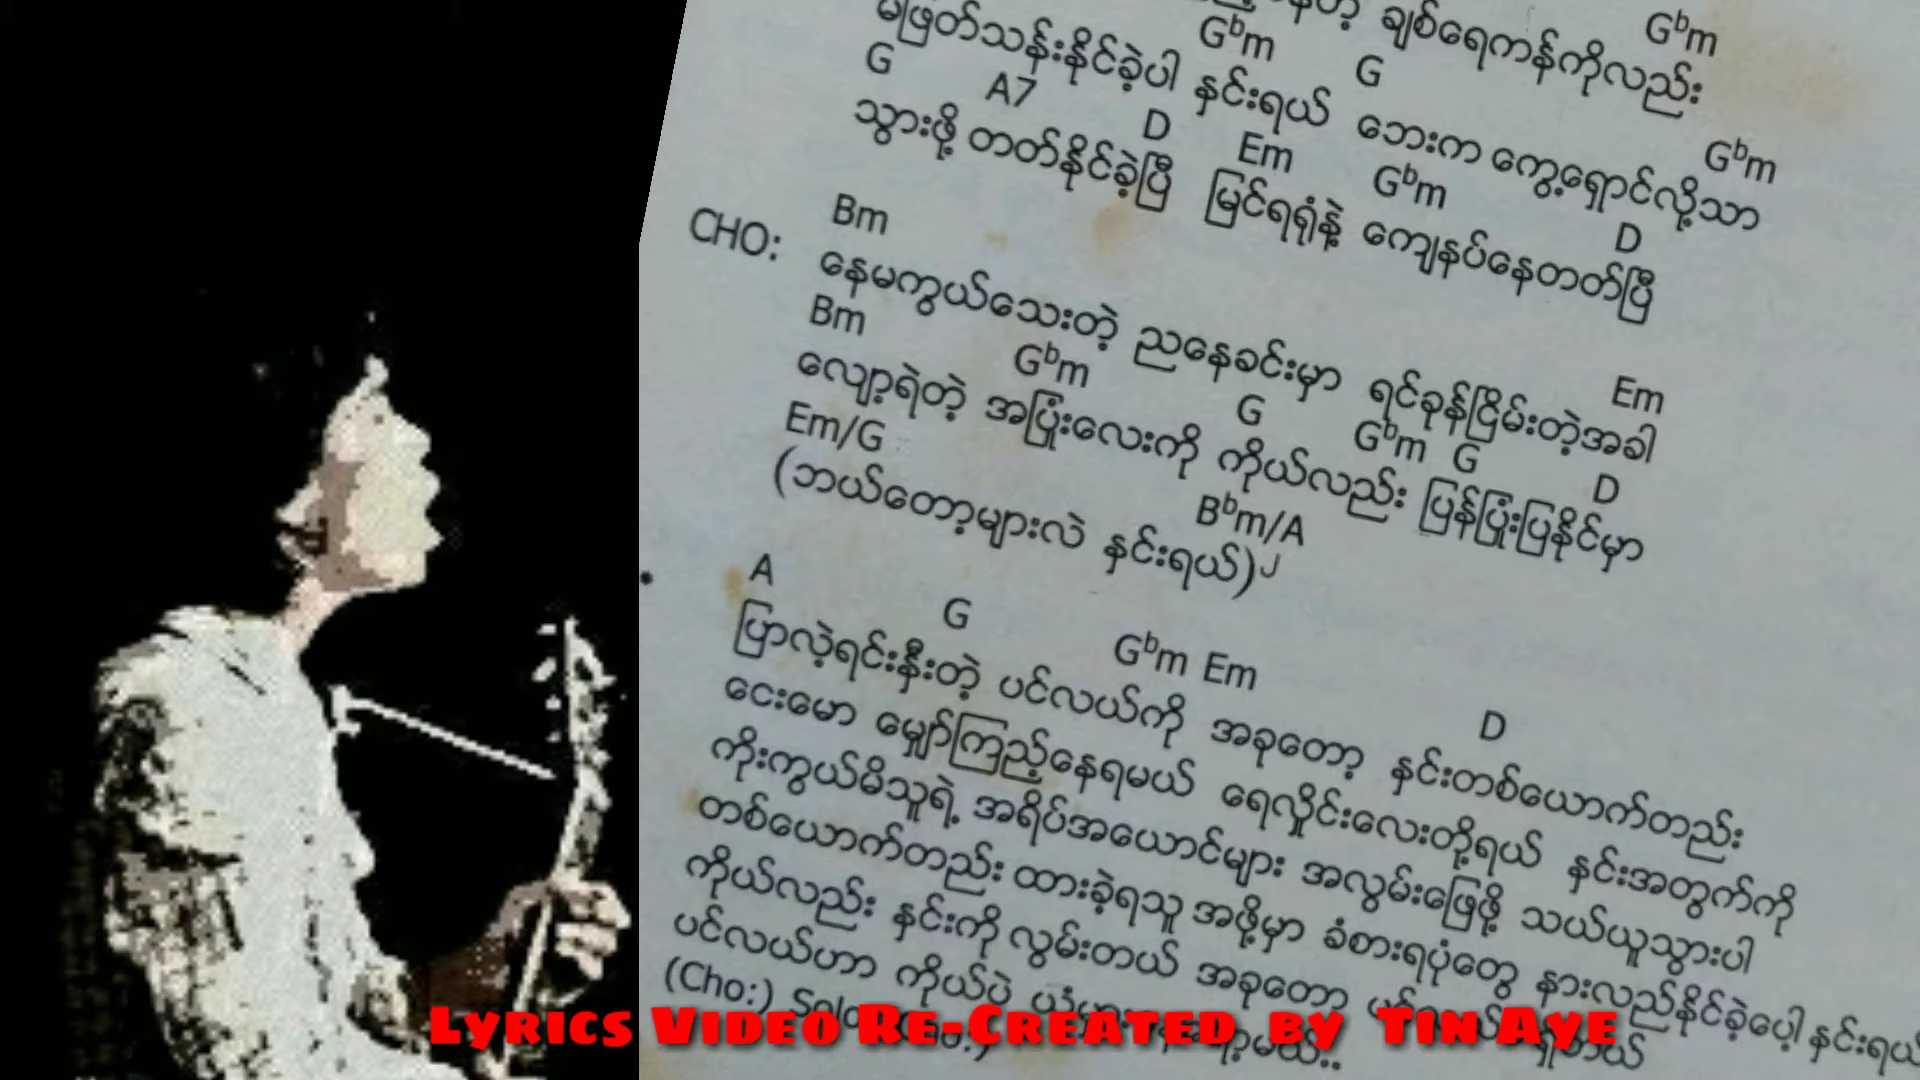 ့ ချစ်ရေကန်ကိုလည်း
Gbm Gbm
မဖြတ်သန်းနိုင်ခဲ့ပါ နှင်းရယ် ဘေးက ကွေ့ရှောင်လို့သာ
G A7 G Gbm
သွားဖို့ တတ်နိုင်ခဲ့ပြီ မြင်ရရုံနဲ့ ကျေနပ်နေတတ်ပြီ
D Em Gbm D
CHO: Bm
နေမကွယ်သေးတဲ့ ညနေခင်းမှာ ရင်ခုန်ငြိမ်းတဲ့အခါ
Bm Gbm G Gbm G Em
လျော့ရဲတဲ့ အပြုံးလေးကို ကိုယ်လည်း ပြန်ပြုံးပြနိုင်မှာ
Em/G Bbm/A D
(ဘယ်တော့များလဲ နှင်းရယ်)၂
A G Gbm Em D
ပြာလဲ့ရင်းနှီးတဲ့ ပင်လယ်ကို အခုတော့ နှင်းတစ်ယောက်တည်း
ငေးမော မျှော်ကြည့်နေရမယ် ရေလှိုင်းလေးတို့ရယ် နှင်းအတွက်ကို
ကိုးကွယ်မိသူရဲ့ အရိပ်အယောင်များ အလွမ်းဖြေဖို့ သယ်ယူသွားပါ
တစ်ယောက်တည်း ထားခဲ့ရသူ အဖို့မှာ ခံစားရပုံတွေ နားလည်နိုင်ခဲ့ပေါ့ နှင်းရယ်
ကိုယ်လည်း နှင်းကို လွမ်းတယ် အခုတော့
ပင်လယ်ဟာ ကိုယ်ပဲ
(Cho:) Solo
Lyrics Video Re-Created by Tin Aye